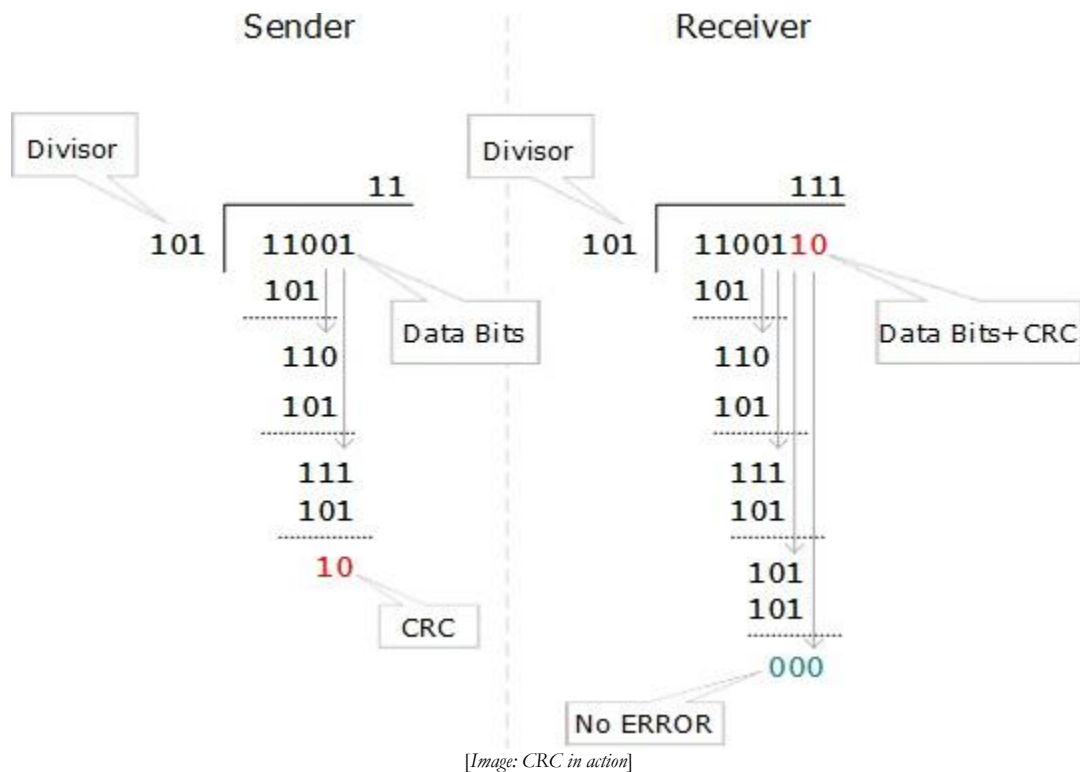 Sender
Divisor
11
101
11001
101
Data Bits
110
101
111
101
10
CRC
Receiver
Divisor
111
101
1100110
101
Data Bits+CRC
110
101
111
101
101
101
000
No ERROR
[Image: CRC in action]